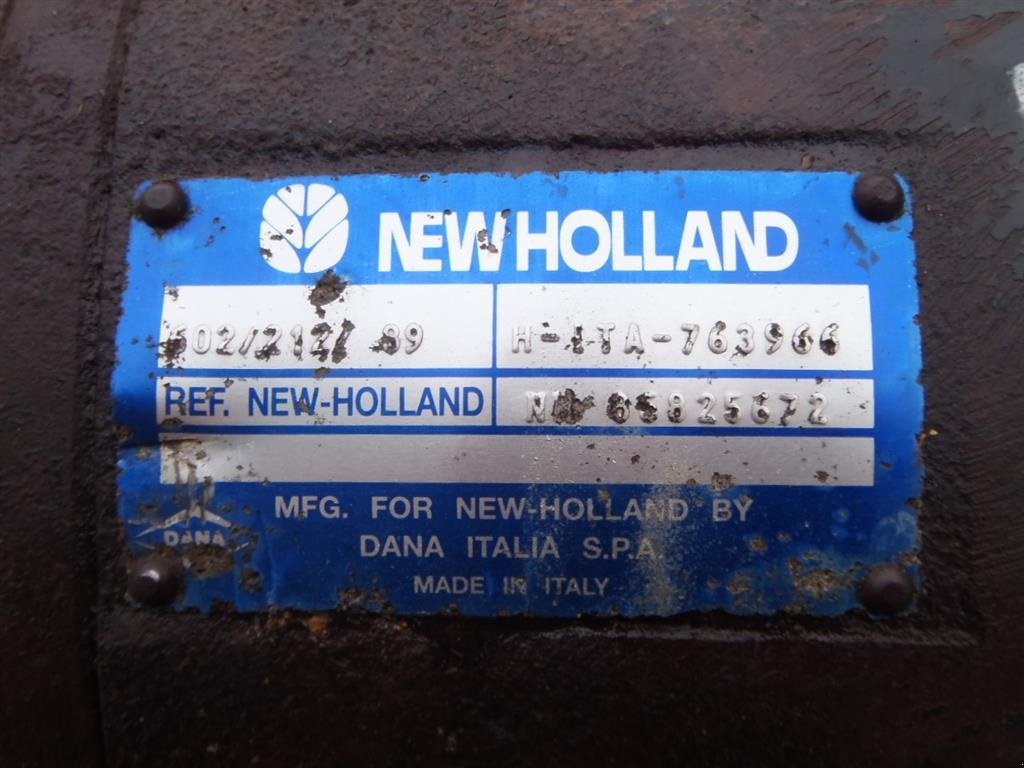 NEW HOLLAND
602/212/ 89
H-ITA-763966
REF. NEW-HOLLAND
NH 85825672
MFG. FOR NEW-HOLLAND BY
DANA
DANA ITALIA S.P.A.
MADE IN ITALY